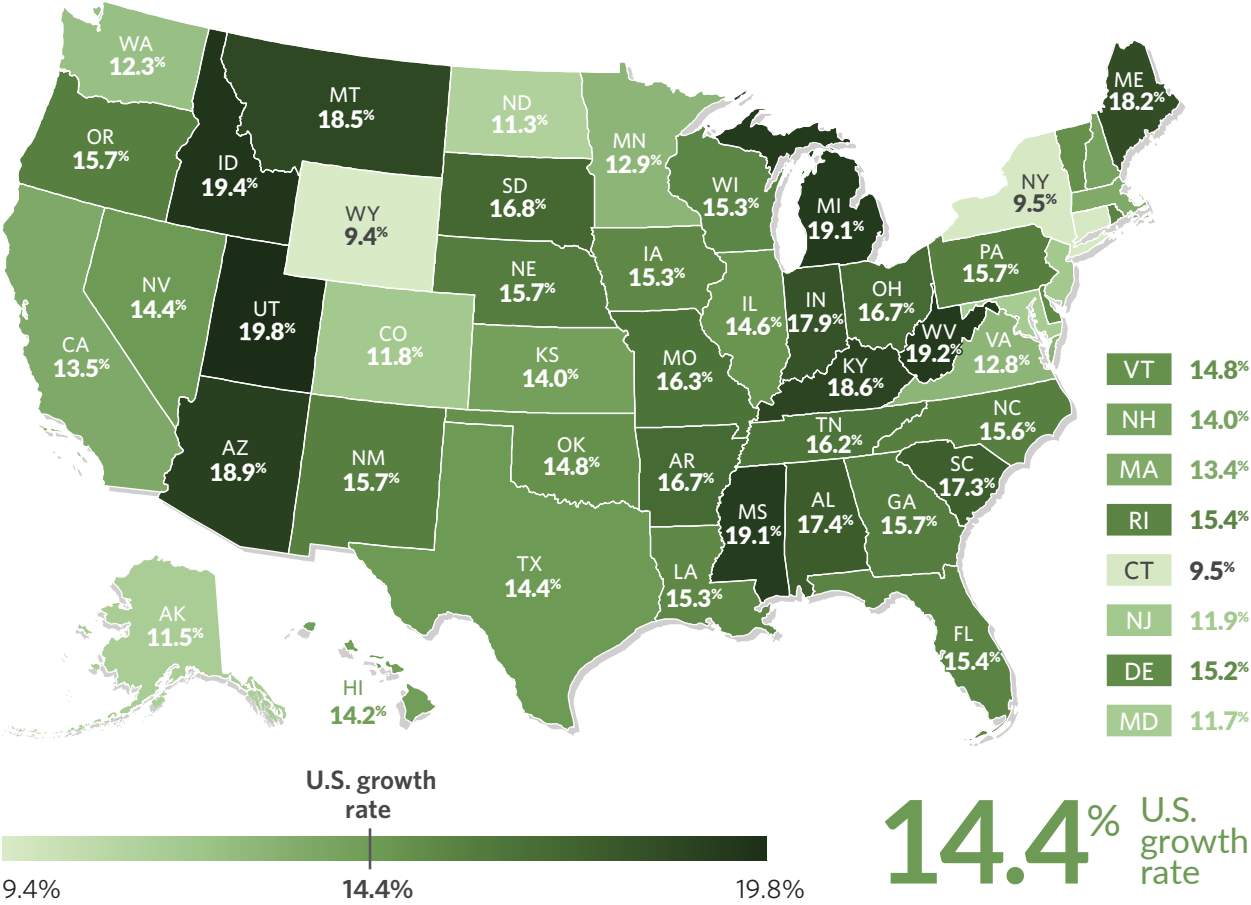 WA
12.3%
OR
15.7%
ID
19.4%
MT
18.5%
ND
11.3%
MN
12.9%
SD
16.8%
WI
15.3%
MI
19.1%
NY
9.5%
ME
18.2%
WY
9.4%
NE
15.7%
IA
15.3%
PA
15.7%
NV
14.4%
UT
19.8%
CO
11.8%
IL
14.6%
IN
17.9%
OH
16.7%
WV
19.2%
VA
12.8%
CA
13.5%
KS
14.0%
MO
16.3%
KY
18.6%
NC
15.6%
TN
16.2%
AZ
18.9%
NM
15.7%
OK
14.8%
AR
16.7%
SC
17.3%
MS
19.1%
AL
17.4%
GA
15.7%
TX
14.4%
LA
15.3%
FL
15.4%
AK
11.5%
HI
14.2%
VT 14.8%
NH 14.0%
MA 13.4%
RI 15.4%
CT 9.5%
NJ 11.9%
DE 15.2%
MD 11.7%
U.S. growth
rate
9.4% 14.4% 19.8%
14.4%
U.S.
growth
rate